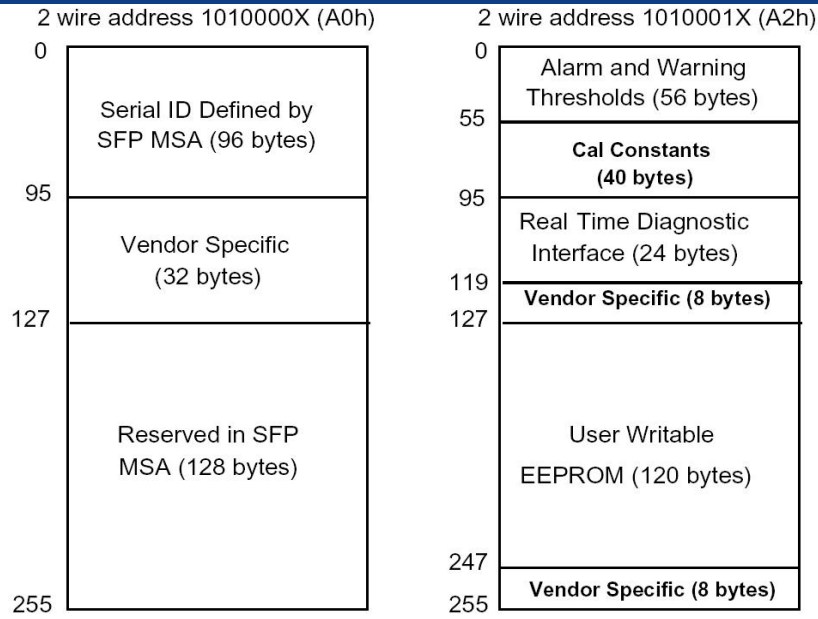 2 wire address 1010000X (A0h)
0
Serial ID Defined by
SFP MSA (96 bytes)
95
Vendor Specific
(32 bytes)
127
Reserved in SFP
MSA (128 bytes)
255
2 wire address 1010001X (A2h)
0
Alarm and Warning
Thresholds (56 bytes)
55
Cal Constants
(40 bytes)
95
Real Time Diagnostic
Interface (24 bytes)
119
Vendor Specific (8 bytes)
127
User Writable
EEPROM (120 bytes)
247
Vendor Specific (8 bytes)
255